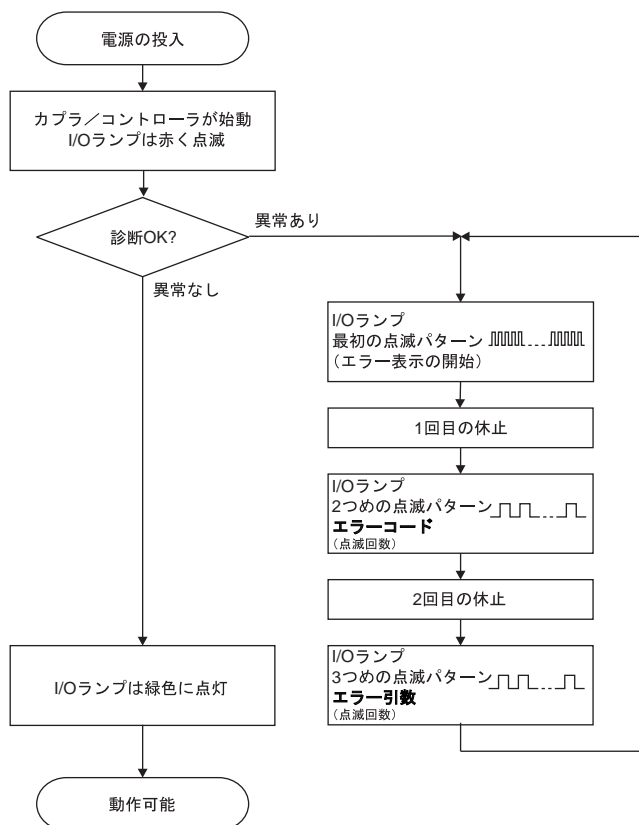 電源の投入
カプラ／コントローラが始動
I/Oランプは赤く点滅
診断OK?
異常あり
異常なし
I/Oランプ
最初の点滅パターン
（エラー表示の開始）
1回目の休止
I/Oランプ
2つめの点滅パターン
エラーコード
（点滅回数）
2回目の休止
I/Oランプ
3つめの点滅パターン
エラー引数
（点滅回数）
I/Oランプは緑色に点灯
動作可能